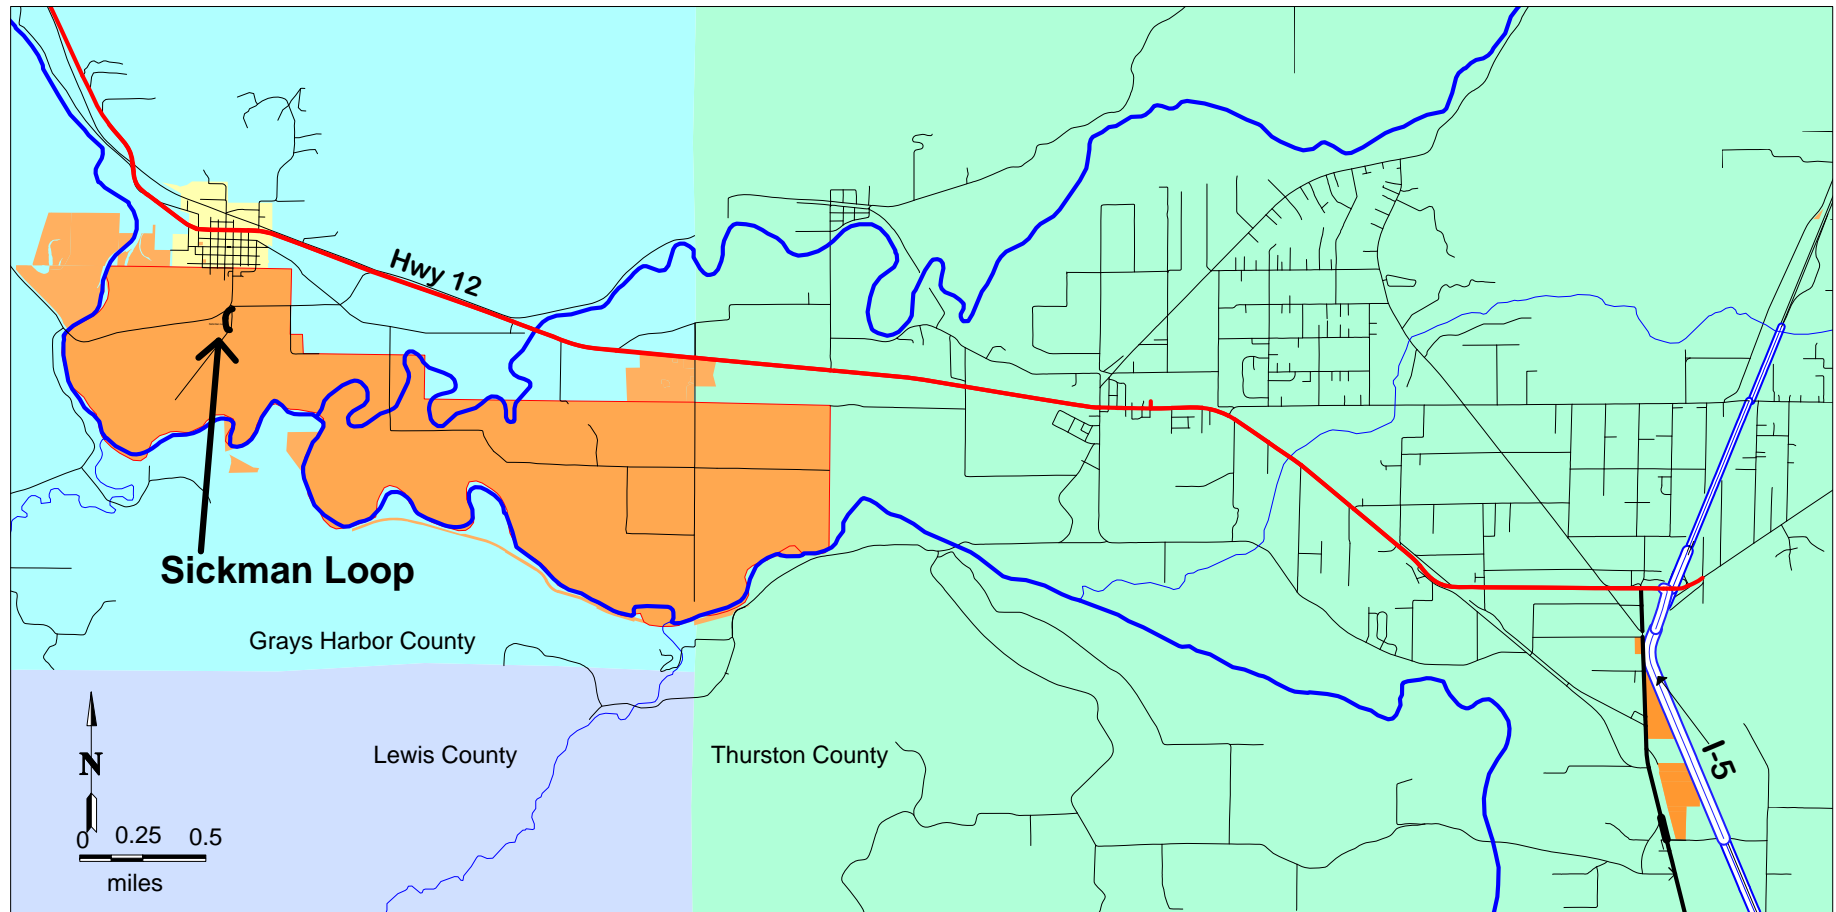 Hwy 12
Sickman Loop
Grays Harbor County
Lewis County
Thurston County
I-5
N
0 0.25 0.5
miles